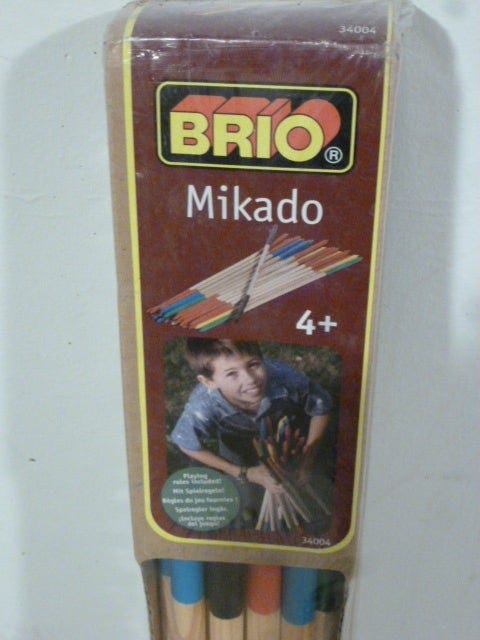 34004
BRIO®
Mikado
4+
Playing
rules included!
Mit Spielregeln!
Règles du jeu fournies !
Spelregler ingår.
¡Incluye reglas
del juego!
34004